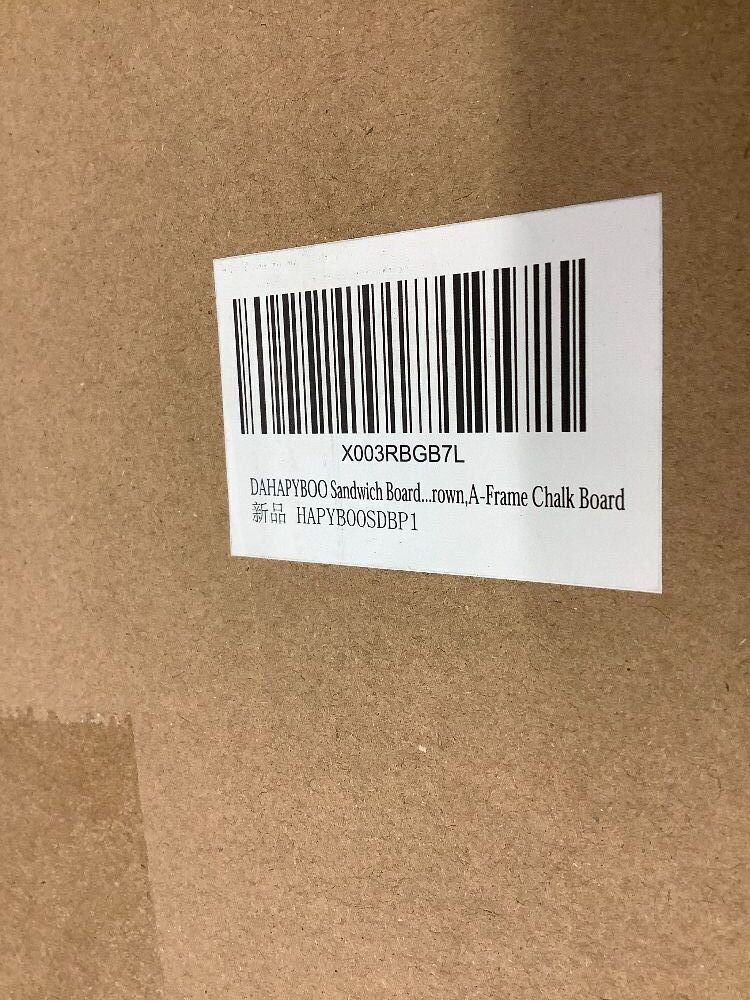 X003RBGB7L
DAHAPYBOO Sandwich Board...rown,A-Frame Chalk Board
新品 HAPYBOOSDBP1